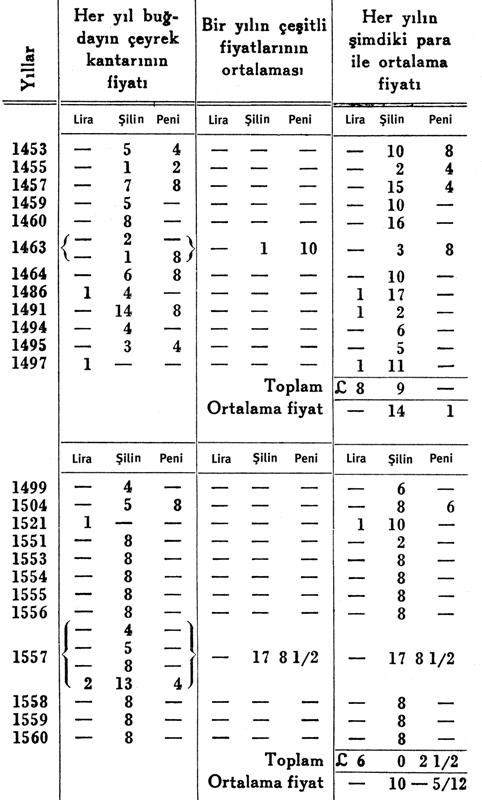 Yıllar
Her yıl buğ-
dayın çeyrek
kantarının
fiyatı
Bir yılın çeşitli
fiyatlarının
ortalaması
Her yılın
şimdiki para
ile ortalama
fiyatı
Lira Şilin Peni Lira Şilin Peni Lira Şilin Peni
1453 — 5 4 — — — — 10 8
1455 — 1 2 — — — — 2 4
1457 — 7 8 — — — — 15 4
1459 — 5 — — — — — 10 —
1460 — 8 — — — — — 16 —
— 2 —
1463 { } — 1 10 — 3 8
— 1 8
1464 — 6 8 — — — — 10 —
1486 1 4 — — — — 1 17 —
1491 — 14 8 — — — 1 2 —
1494 — 4 — — — — — 6 —
1495 — 3 4 — — — — 5 —
1497 1 — — — — — 1 11 —
Toplam £ 8 9 —
Ortalama fiyat — 14 1
Lira Şilin Peni Lira Şilin Peni Lira Şilin Peni
1499 — 4 — — — — — 6 —
1504 — 5 8 — — — — 8 6
1521 1 — — — — — 1 10 —
1551 — 8 — — — — — 2 —
1553 — 8 — — — — — 8 —
1554 — 8 — — — — — 8 —
1555 — 8 — — — — — 8 —
1556 — 8 — — — — — 8 —
— 4 —
— 5 —
1557 { } — 17 8 1/2 — 17 8 1/2
— 8 —
2 13 4
1558 — 8 — — — — — 8 —
1559 — 8 — — — — — 8 —
1560 — 8 — — — — — 8 —
Toplam £ 6 0 2 1/2
Ortalama fiyat — 10 — 5/12